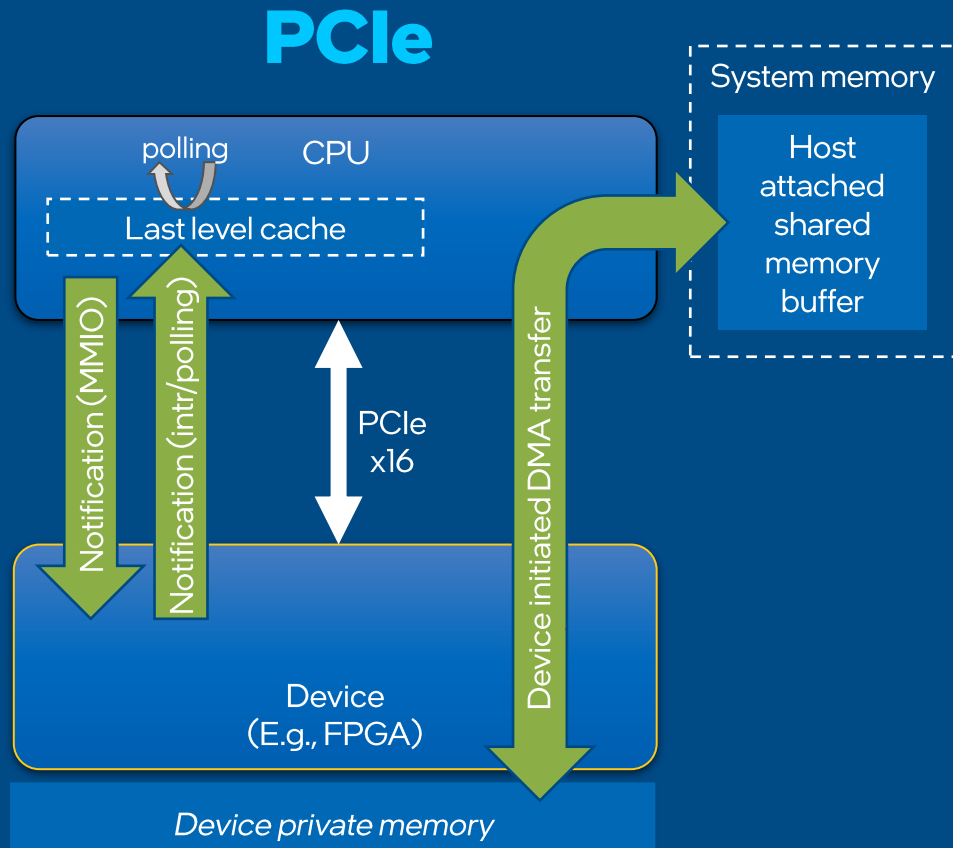 PCIe
System memory
Host
attached
shared
memory
buffer
polling
CPU
Last level cache
Notification (MMIO)
Notification (intr/polling)
PCIe
x16
Device initiated DMA transfer
Device
(E.g., FPGA)
Device private memory